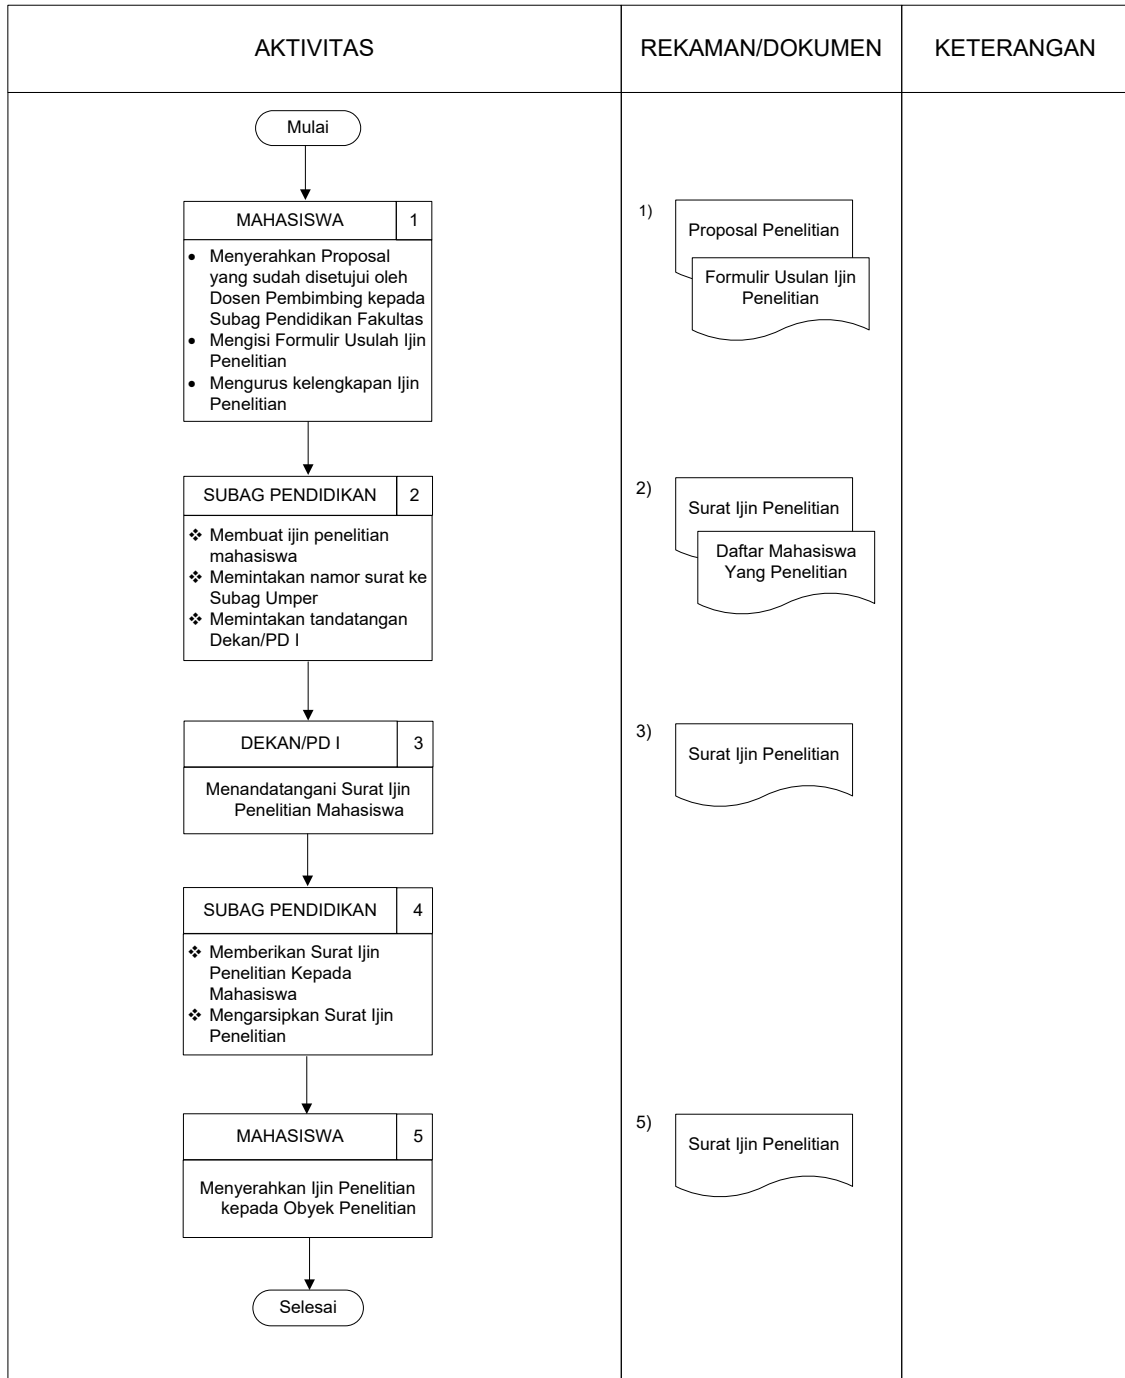 AKTIVITAS
REKAMAN/DOKUMEN
KETERANGAN
Mulai
MAHASISWA
1
• Menyerahkan Proposal
yang sudah disetujui oleh
Dosen Pembimbing kepada
Subag Pendidikan Fakultas
• Mengisi Formulir Usulah Ijin
Penelitian
• Mengurus kelengkapan Ijin
Penelitian
1)
Proposal Penelitian
Formulir Usulan Ijin
Penelitian
SUBAG PENDIDIKAN
2
❖ Membuat ijin penelitian
mahasiswa
❖ Memintakan namor surat ke
Subag Umper
❖ Memintakan tandatangan
Dekan/PD I
2)
Surat Ijin Penelitian
Daftar Mahasiswa
Yang Penelitian
DEKAN/PD I
3
Menandatangani Surat Ijin
Penelitian Mahasiswa
3)
Surat Ijin Penelitian
SUBAG PENDIDIKAN
4
❖ Memberikan Surat Ijin
Penelitian Kepada
Mahasiswa
❖ Mengarsipkan Surat Ijin
Penelitian
MAHASISWA
5
Menyerahkan Ijin Penelitian
kepada Obyek Penelitian
5)
Surat Ijin Penelitian
Selesai